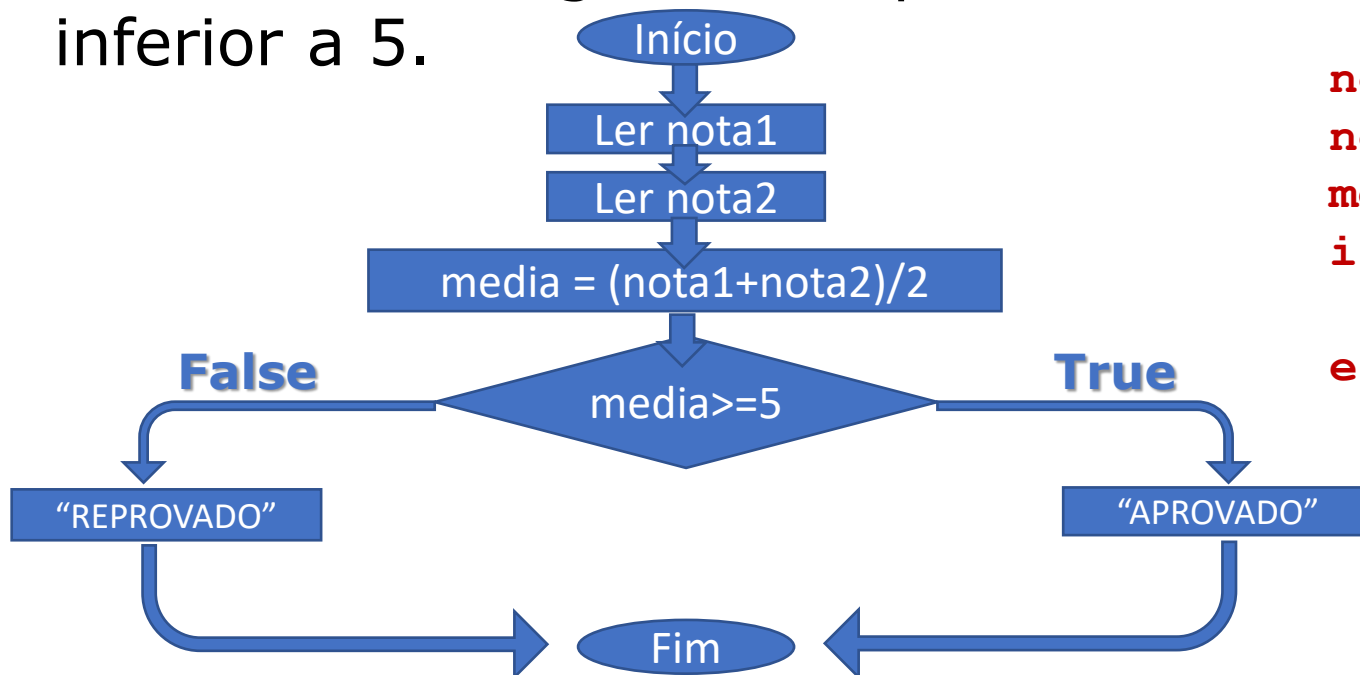 inferior a 5.
Início
Ler nota1
Ler nota2
media = (nota1+nota2)/2
False
True
media>=5
“REPROVADO”
“APROVADO”
Fim
i
e